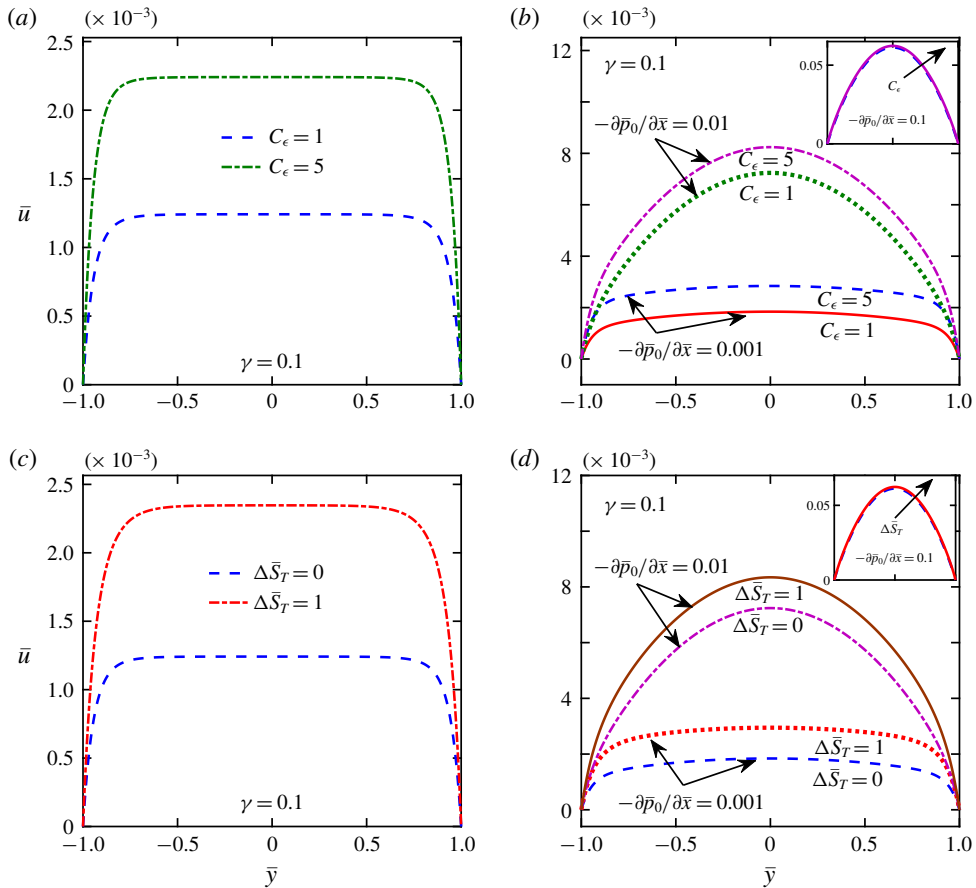 (a)
(× 10⁻³)
2.5
2.0
1.5
1.0
0.5
0
ū
C_ϵ = 1
C_ϵ = 5
γ = 0.1
−1.0 −0.5 0 0.5 1.0
(b)
(× 10⁻³)
12
8
4
0
γ = 0.1
−∂p̄₀/∂x̄ = 0.01
C_ϵ = 5
C_ϵ = 1
C_ϵ = 5
C_ϵ = 1
−∂p̄₀/∂x̄ = 0.001
0.05
0
C_ϵ
−∂p̄₀/∂x̄ = 0.1
−1.0 −0.5 0 0.5 1.0
(c)
(× 10⁻³)
2.5
2.0
1.5
1.0
0.5
0
ū
ΔS̄_T = 0
ΔS̄_T = 1
γ = 0.1
−1.0 −0.5 0 0.5 1.0
ȳ
(d)
(× 10⁻³)
12
8
4
0
γ = 0.1
−∂p̄₀/∂x̄ = 0.01
ΔS̄_T = 1
ΔS̄_T = 0
ΔS̄_T = 1
ΔS̄_T = 0
−∂p̄₀/∂x̄ = 0.001
0.05
0
ΔS̄_T
−∂p̄₀/∂x̄ = 0.1
−1.0 −0.5 0 0.5 1.0
ȳ